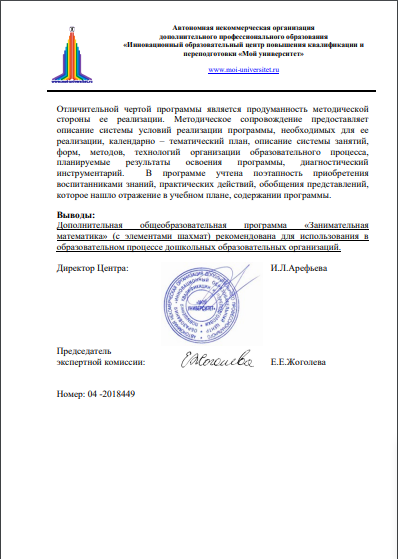 Автономная некоммерческая организация
дополнительного профессионального образования
«Инновационный образовательный центр повышения квалификации и
переподготовки «Мой университет»
www.moi-universitet.ru
Отличительной чертой программы является продуманность методической
стороны ее реализации. Методическое сопровождение предоставляет
описание системы условий реализации программы, необходимых для ее
реализации, календарно – тематический план, описание системы занятий,
форм, методов, технологий организации образовательного процесса,
планируемые результаты освоения программы, диагностический
инструментарий. В программе учтена поэтапность приобретения
воспитанниками знаний, практических действий, обобщения представлений,
которое нашло отражение в учебном плане, содержании программы.
Выводы:
Дополнительная общеобразовательная программа «Занимательная
математика» (с элементами шахмат) рекомендована для использования в
образовательном процессе дошкольных образовательных организаций.
Директор Центра: И.Л.Арефьева
Председатель
экспертной комиссии: Е.Е.Жоголева
Номер: 04 -2018449